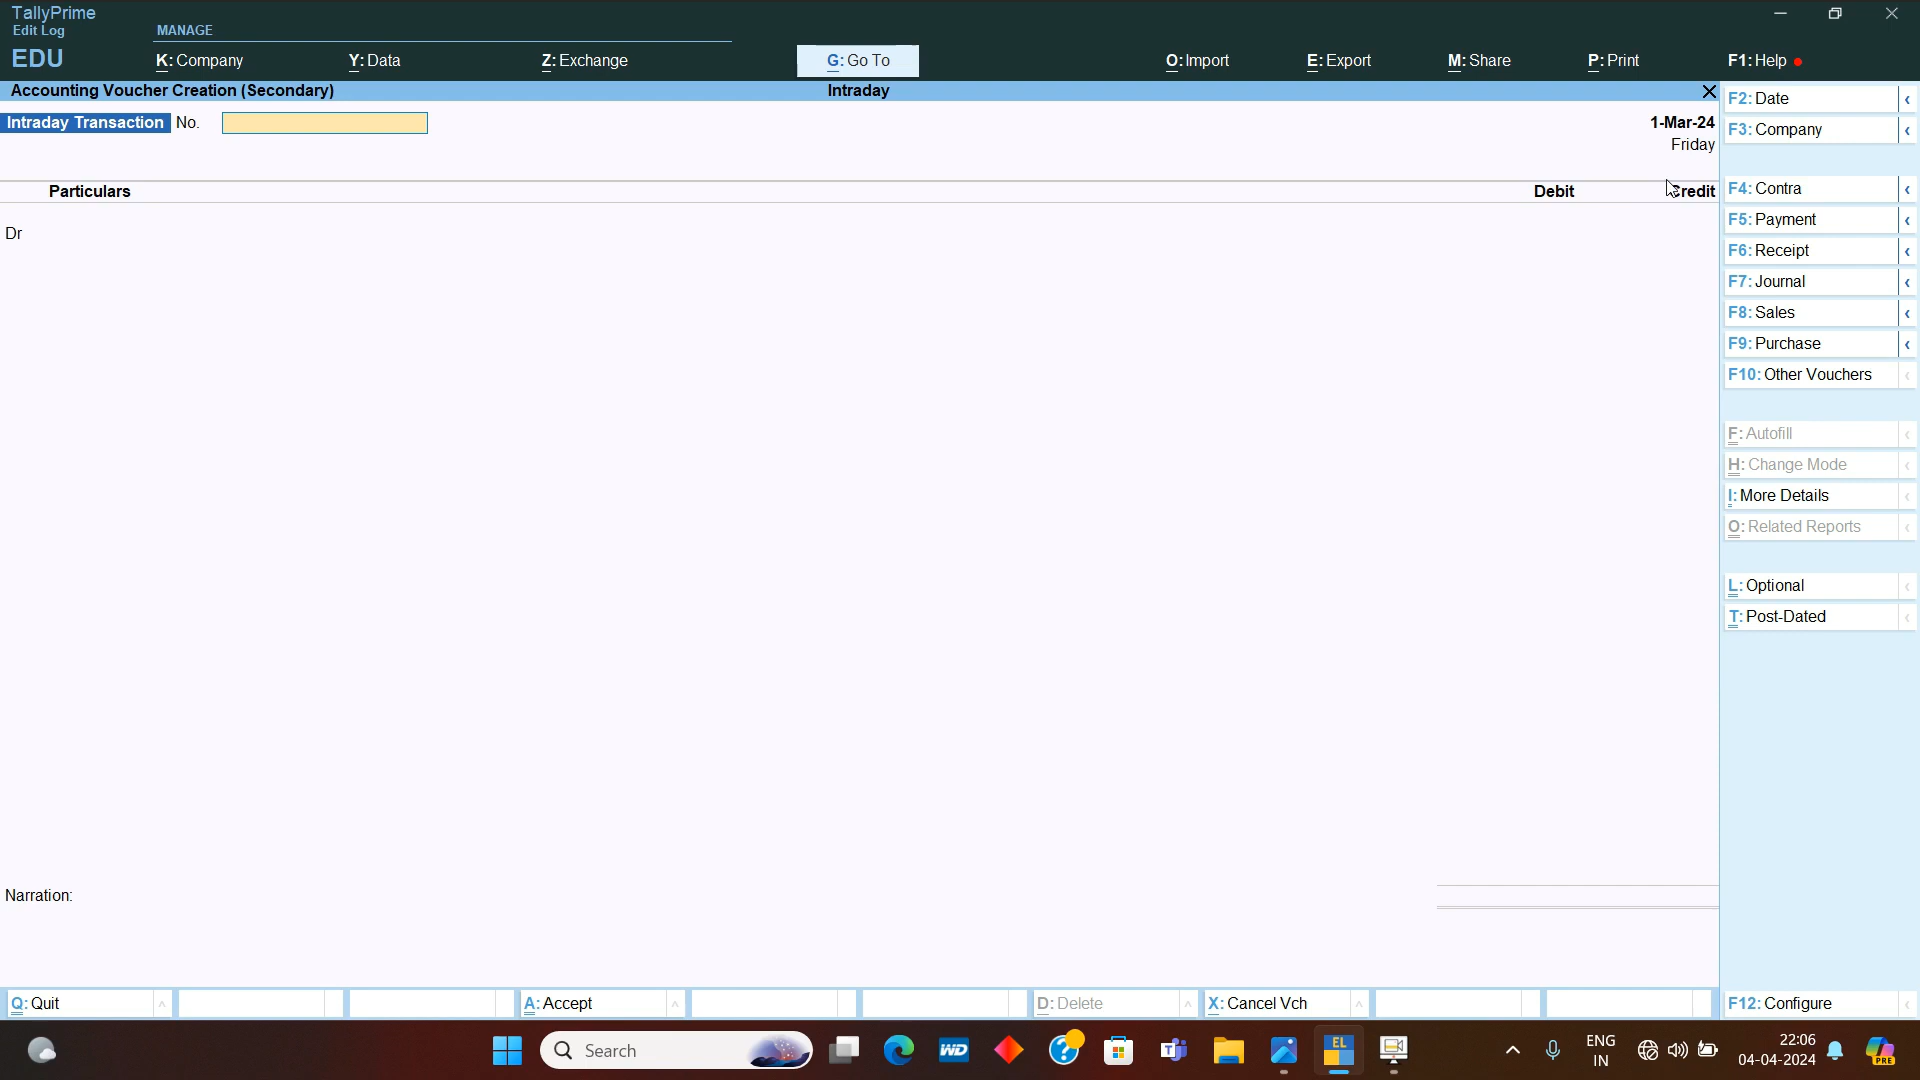 TallyPrime
Edit Log
MANAGE
EDU
K: Company
Y: Data
Z: Exchange
G: Go To
O: Import
E: Export
M: Share
P: Print
F1: Help
Accounting Voucher Creation (Secondary)
Intraday
Intraday Transaction No.
1-Mar-24
Friday
Particulars
Debit
Credit
Dr
Narration:
F2: Date
F3: Company
F4: Contra
F5: Payment
F6: Receipt
F7: Journal
F8: Sales
F9: Purchase
F10: Other Vouchers
F: Autofill
H: Change Mode
I: More Details
O: Related Reports
L: Optional
T: Post-Dated
Q: Quit
A: Accept
D: Delete
X: Cancel Vch
F12: Configure
Search
WD
EL
ENG
IN
22:06
04-04-2024
PRE